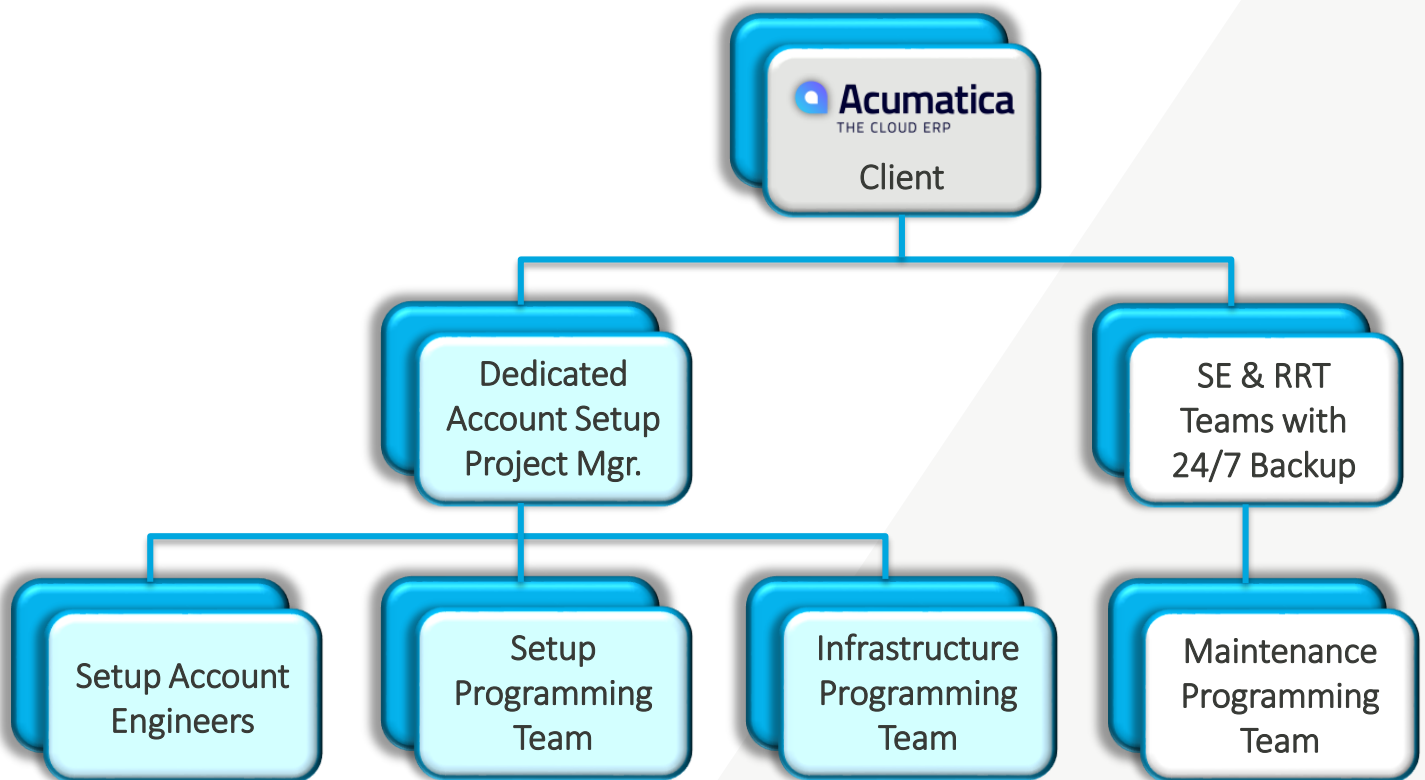 Acumatica
THE CLOUD ERP
Client
Dedicated
Account Setup
Project Mgr.
SE & RRT
Teams with
24/7 Backup
Setup Account
Engineers
Setup
Programming
Team
Infrastructure
Programming
Team
Maintenance
Programming
Team